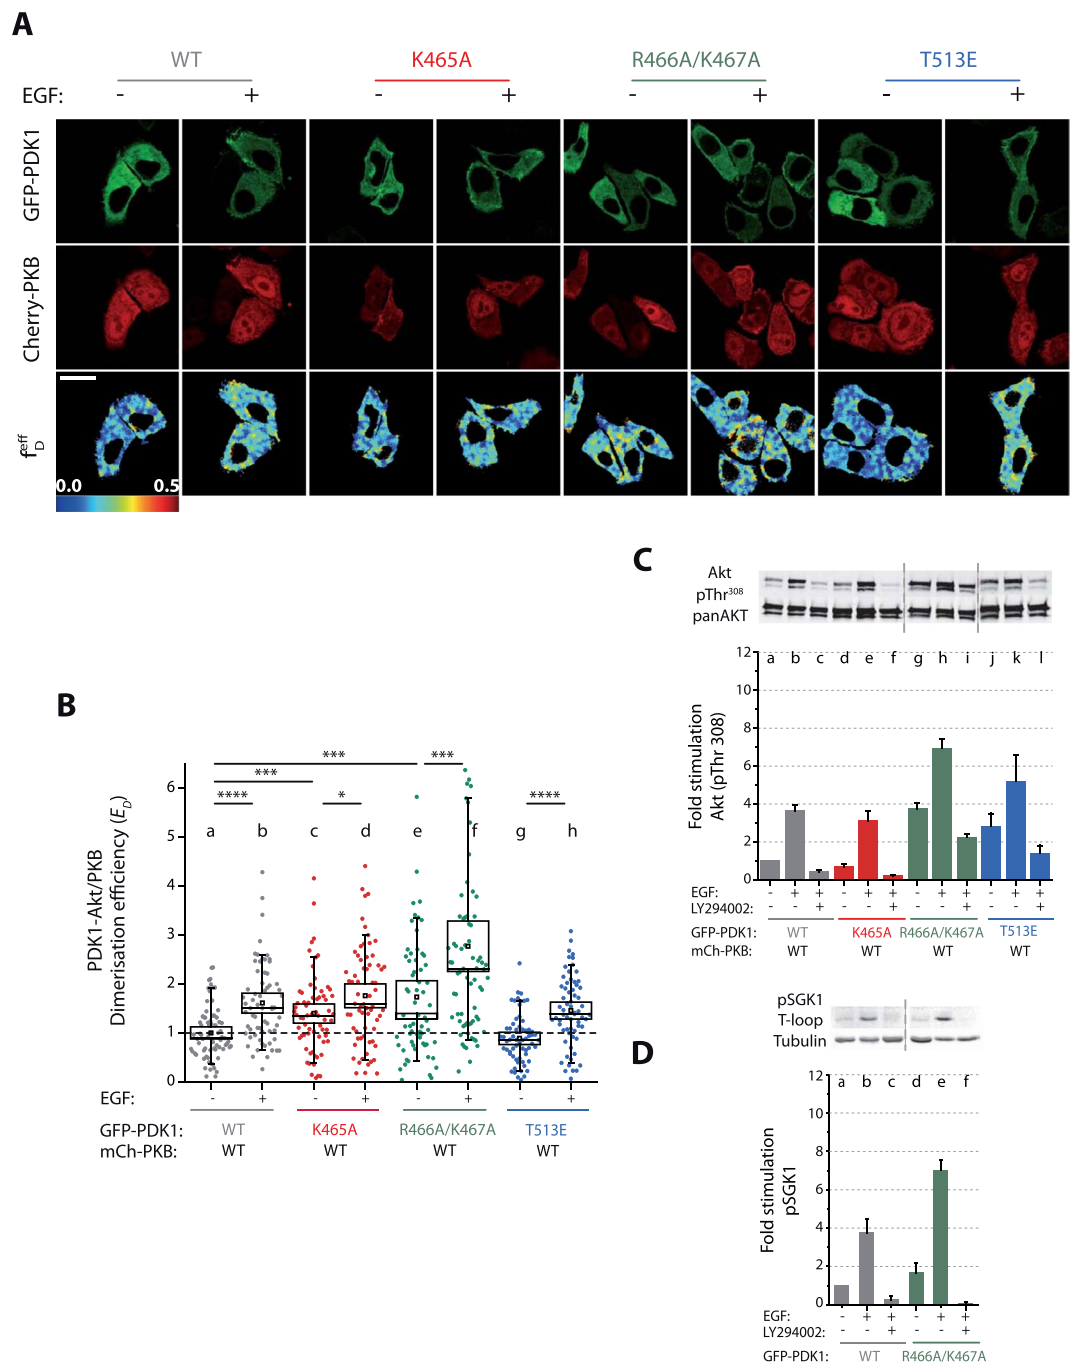 A
WT K465A R466A/K467A T513E
EGF: - + - + - + - +
GFP-PDK1
Cherry-PKB
f_D^eff
0.0 0.5
B
PDK1-Akt/PKB
Dimerisation efficiency (E_D)
*** ***
***
**** * ****
a b c d e f g h
6
5
4
3
2
1
0
EGF: - + - + - + - +
GFP-PDK1: WT K465A R466A/K467A T513E
mCh-PKB: WT WT WT WT
C
Akt
pThr308
panAKT
Fold stimulation
Akt (pThr 308)
a b c d e f g h i j k l
12
10
8
6
4
2
0
EGF: - + + - + + - + + - + +
LY294002: - - + - - + - - + - - +
GFP-PDK1: WT K465A R466A/K467A T513E
mCh-PKB: WT WT WT WT
D
pSGK1
T-loop
Tubulin
Fold stimulation
pSGK1
a b c d e f
12
10
8
6
4
2
0
EGF: - + + - + +
LY294002: - - + - - +
GFP-PDK1: WT R466A/K467A